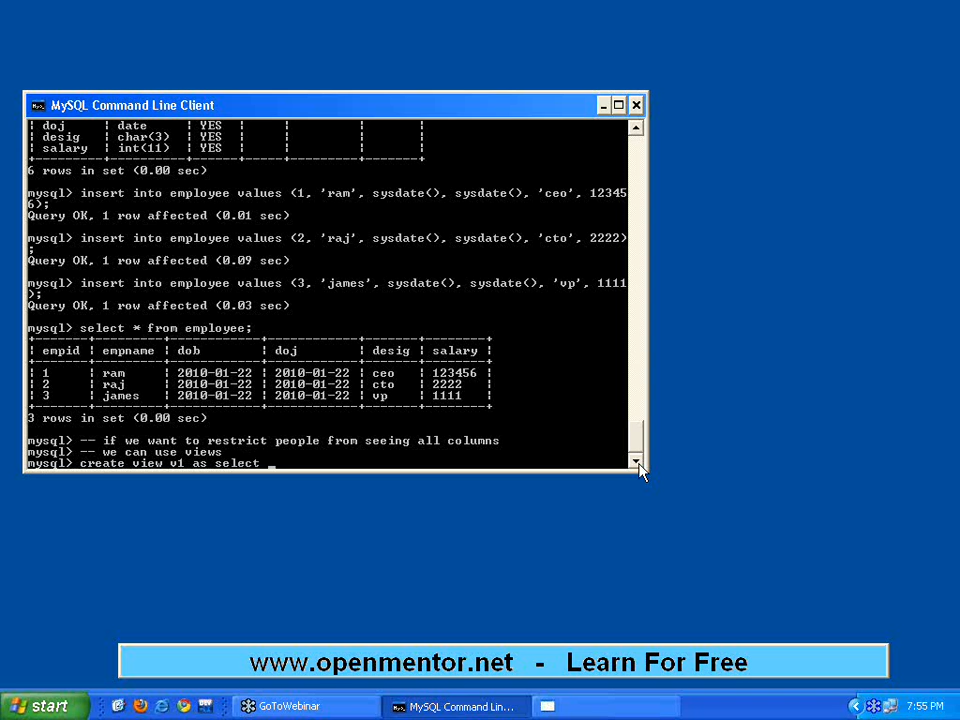 MySQL Command Line Client
| doj | date | YES | | | |
| desig | char(3) | YES | | | |
| salary | int(11) | YES | | | |
+---------+----------+------+-----+---------+-------+
6 rows in set (0.00 sec)
mysql> insert into employee values (1, 'ram', sysdate(), sysdate(), 'ceo', 12345
6);
Query OK, 1 row affected (0.01 sec)
mysql> insert into employee values (2, 'raj', sysdate(), sysdate(), 'cto', 2222)
;
Query OK, 1 row affected (0.09 sec)
mysql> insert into employee values (3, 'james', sysdate(), sysdate(), 'vp', 1111
);
Query OK, 1 row affected (0.03 sec)
mysql> select * from employee;
+-------+---------+------------+------------+-------+--------+
| empid | empname | dob | doj | desig | salary |
+-------+---------+------------+------------+-------+--------+
| 1 | ram | 2010-01-22 | 2010-01-22 | ceo | 123456 |
| 2 | raj | 2010-01-22 | 2010-01-22 | cto | 2222 |
| 3 | james | 2010-01-22 | 2010-01-22 | vp | 1111 |
+-------+---------+------------+------------+-------+--------+
3 rows in set (0.00 sec)
mysql> -- if we want to restrict people from seeing all columns
mysql> -- we can use views
mysql> create view v1 as select _
www.openmentor.net - Learn For Free
start GoToWebinar MySQL Command Lin... 7:55 PM